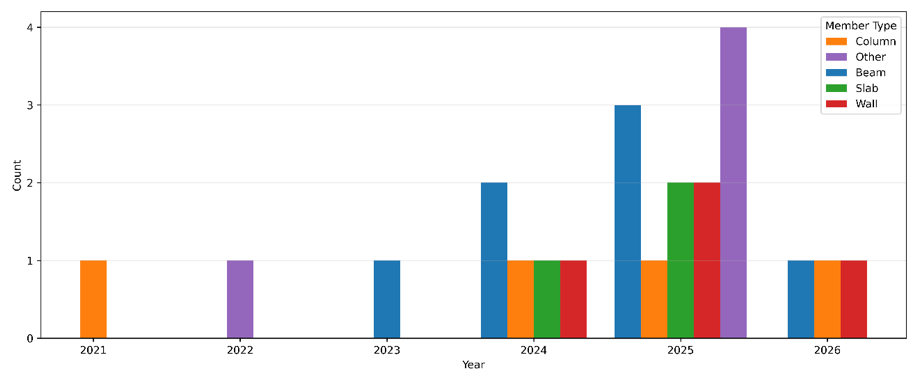 4
3
2
1
0
Count
2021 2022 2023 2024 2025 2026
Year
Member Type
Column
Other
Beam
Slab
Wall